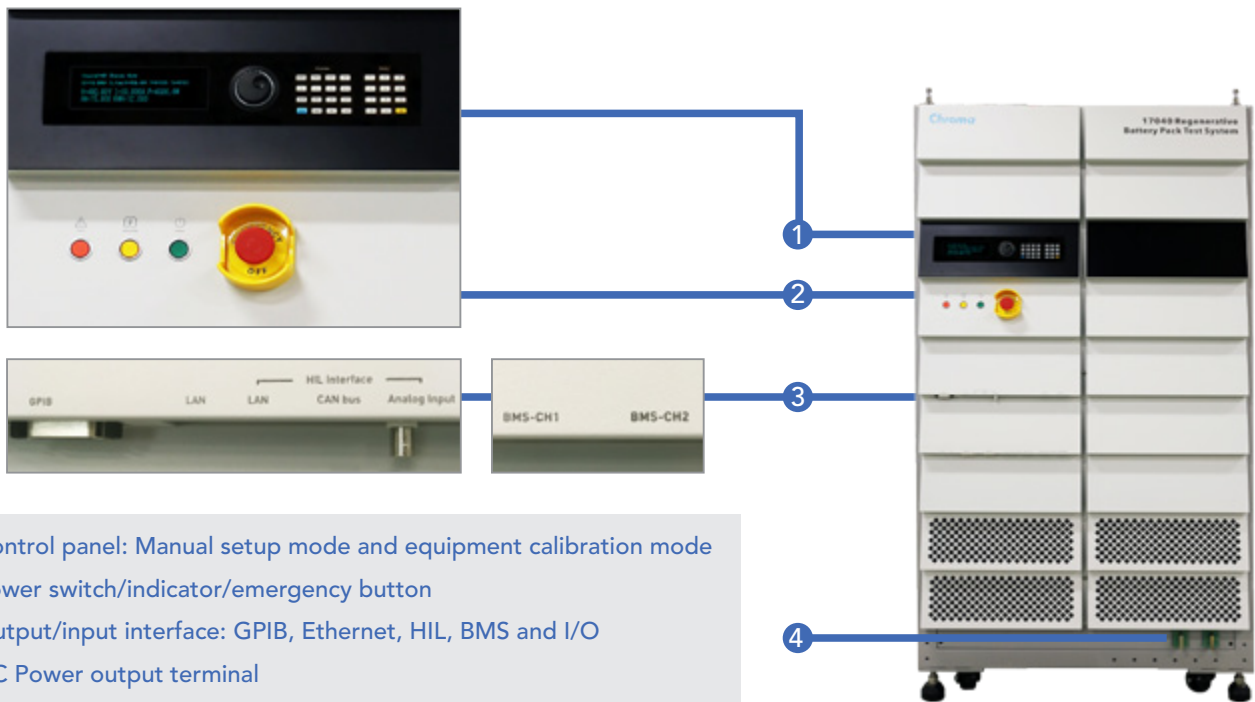 Chroma
17040 Regenerative
Battery Pack Test System
OFF
1
2
HIL Interface
GPIB
LAN
LAN
CAN bus
Analog Input
BMS-CH1
BMS-CH2
3
ontrol panel: Manual setup mode and equipment calibration mode
ower switch/indicator/emergency button
utput/input interface: GPIB, Ethernet, HIL, BMS and I/O
C Power output terminal
4